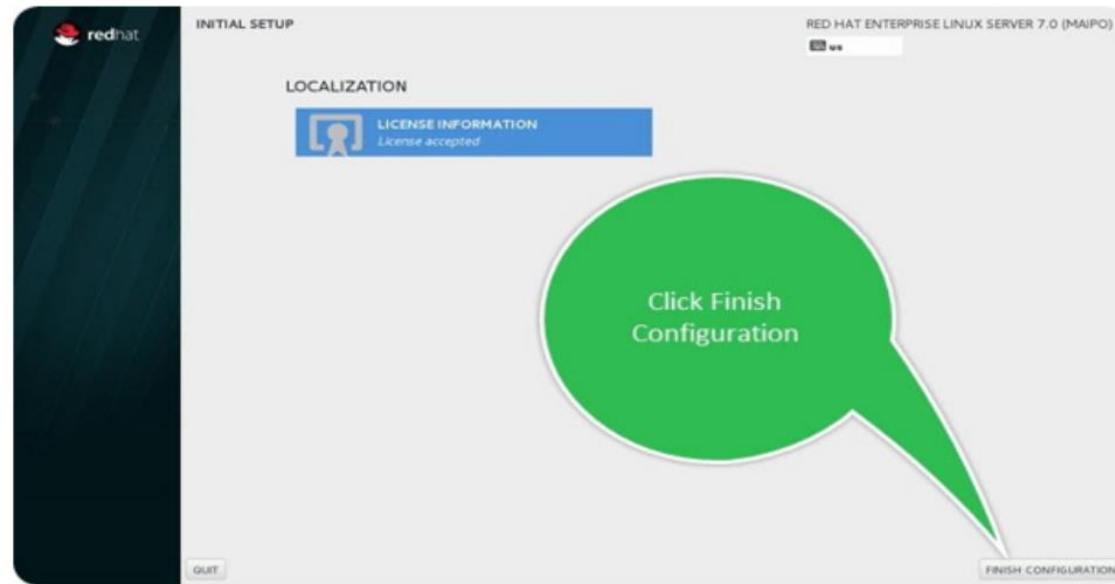 redhat
INITIAL SETUP
RED HAT ENTERPRISE LINUX SERVER 7.0 (MAIPO)
us
LOCALIZATION
LICENSE INFORMATION
License accepted
Click Finish
Configuration
QUIT
FINISH CONFIGURATION